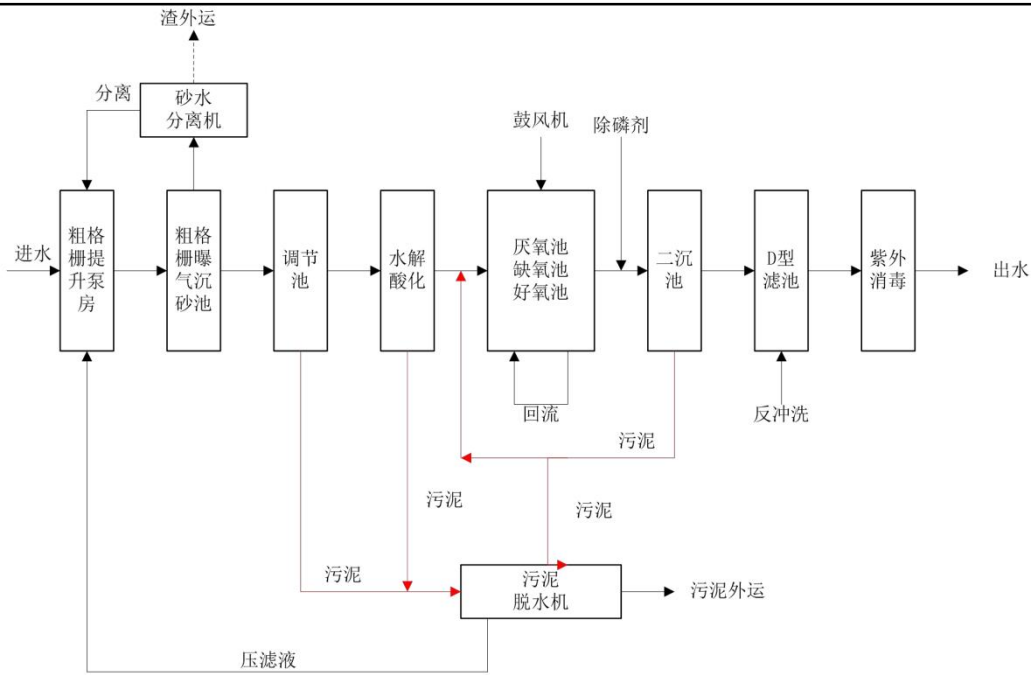 渣外运
分离
砂水
分离机
鼓风机
除磷剂
进水
粗格
栅提
升泵
房
粗格
栅曝
气沉
砂池
调节
池
水解
酸化
厌氧池
缺氧池
好氧池
二沉
池
D型
滤池
紫外
消毒
出水
回流
反冲洗
污泥
污泥
污泥
污泥
污泥
脱水机
污泥外运
压滤液